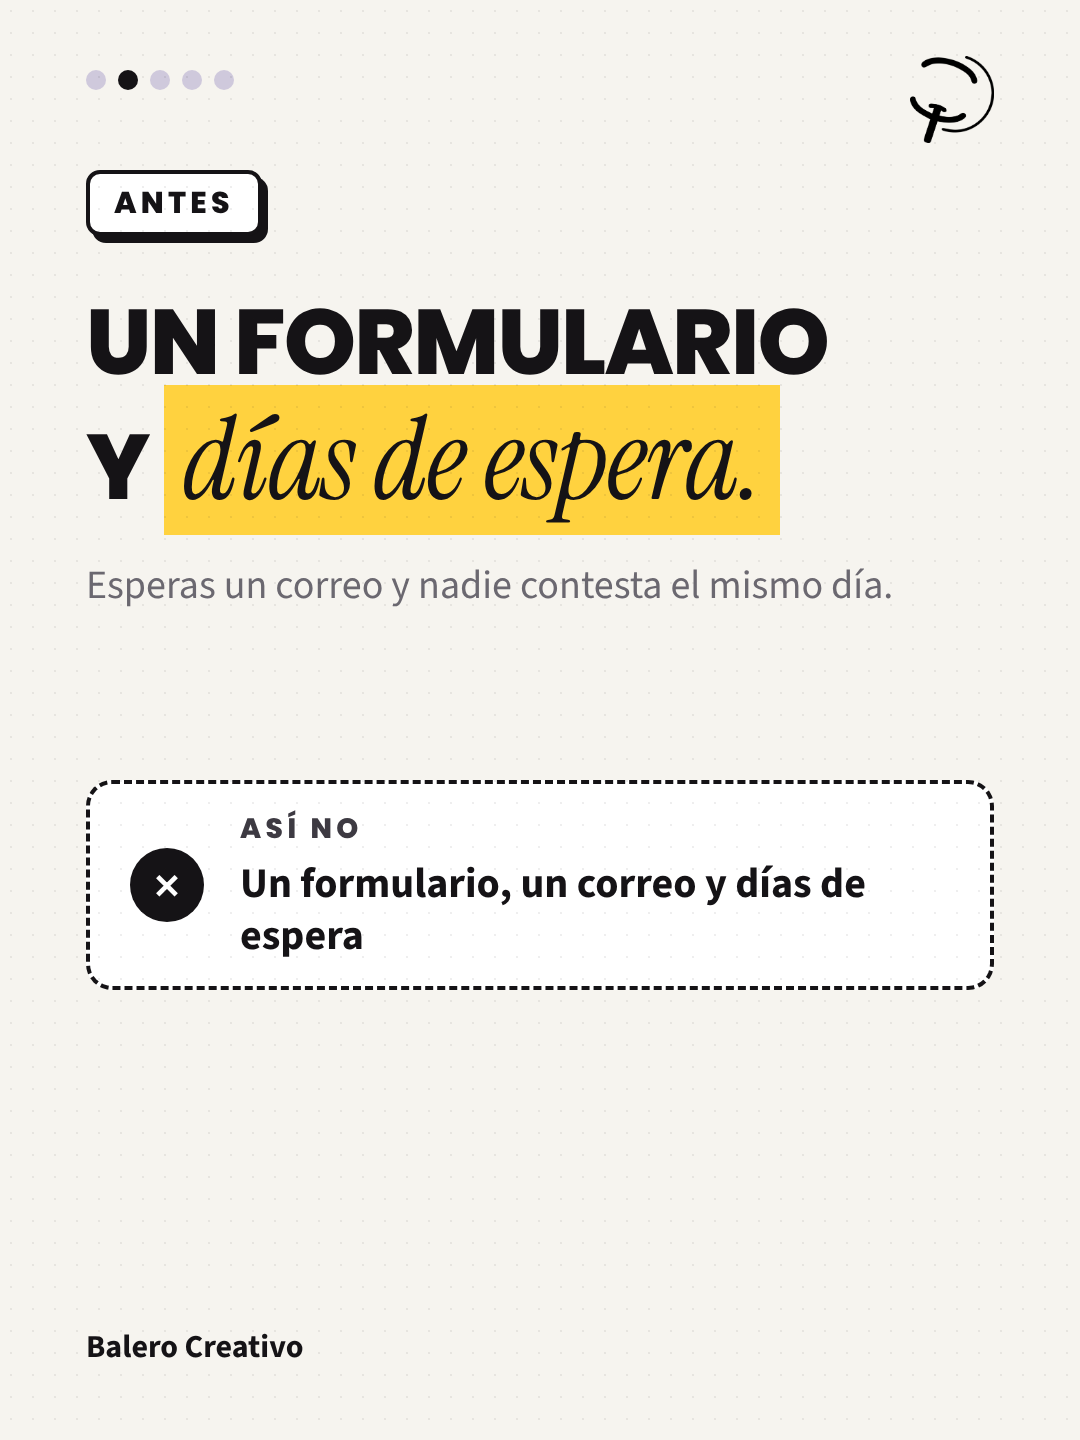 ANTES
UN FORMULARIO
Y días de espera.
Esperas un correo y nadie contesta el mismo día.
ASÍ NO
Un formulario, un correo y días de
espera
Balero Creativo